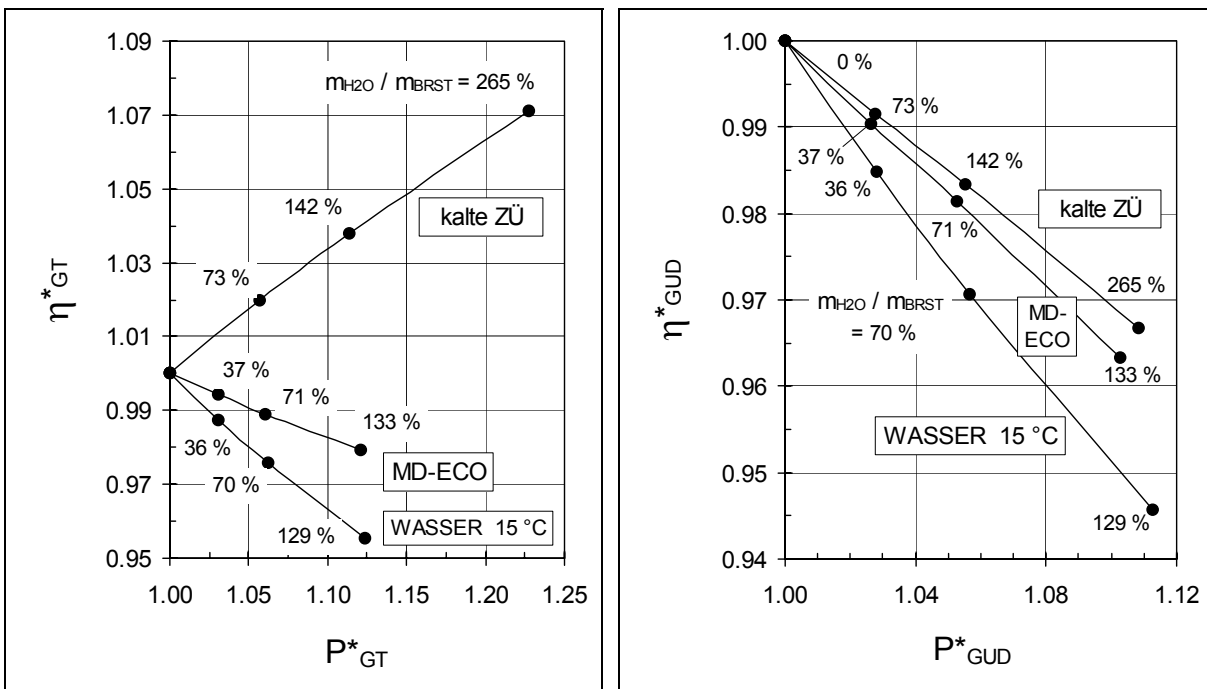 1.09
1.07
1.05
1.03
1.01
0.99
0.97
0.95
η*GT
mH2O / mBRST = 265 %
142 %
kalte ZÜ
73 %
37 %
71 %
133 %
36 %
70 %
MD-ECO
129 %
WASSER 15 °C
1.00 1.05 1.10 1.15 1.20 1.25
P*GT
1.00
0.99
0.98
0.97
0.96
0.95
0.94
η*GUD
0 %
73 %
37 %
142 %
36 %
kalte ZÜ
71 %
265 %
mH2O / mBRST
= 70 %
MD-
ECO
133 %
WASSER 15 °C
129 %
1.00 1.04 1.08 1.12
P*GUD